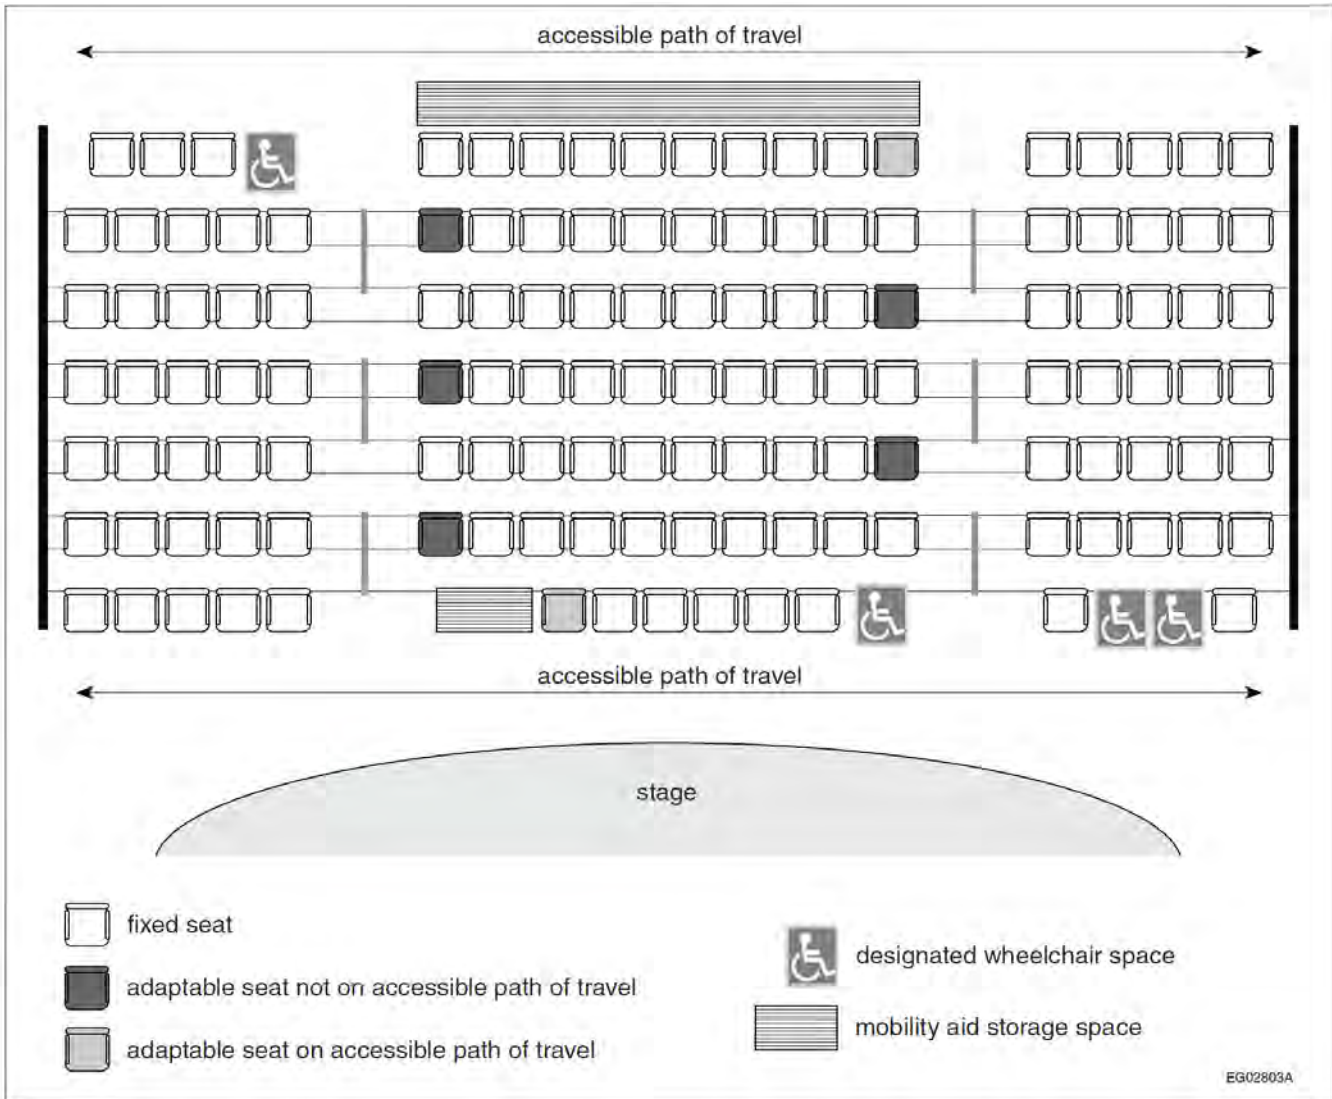 accessible path of travel
accessible path of travel
stage
fixed seat
adaptable seat not on accessible path of travel
adaptable seat on accessible path of travel
designated wheelchair space
mobility aid storage space
EG02803A